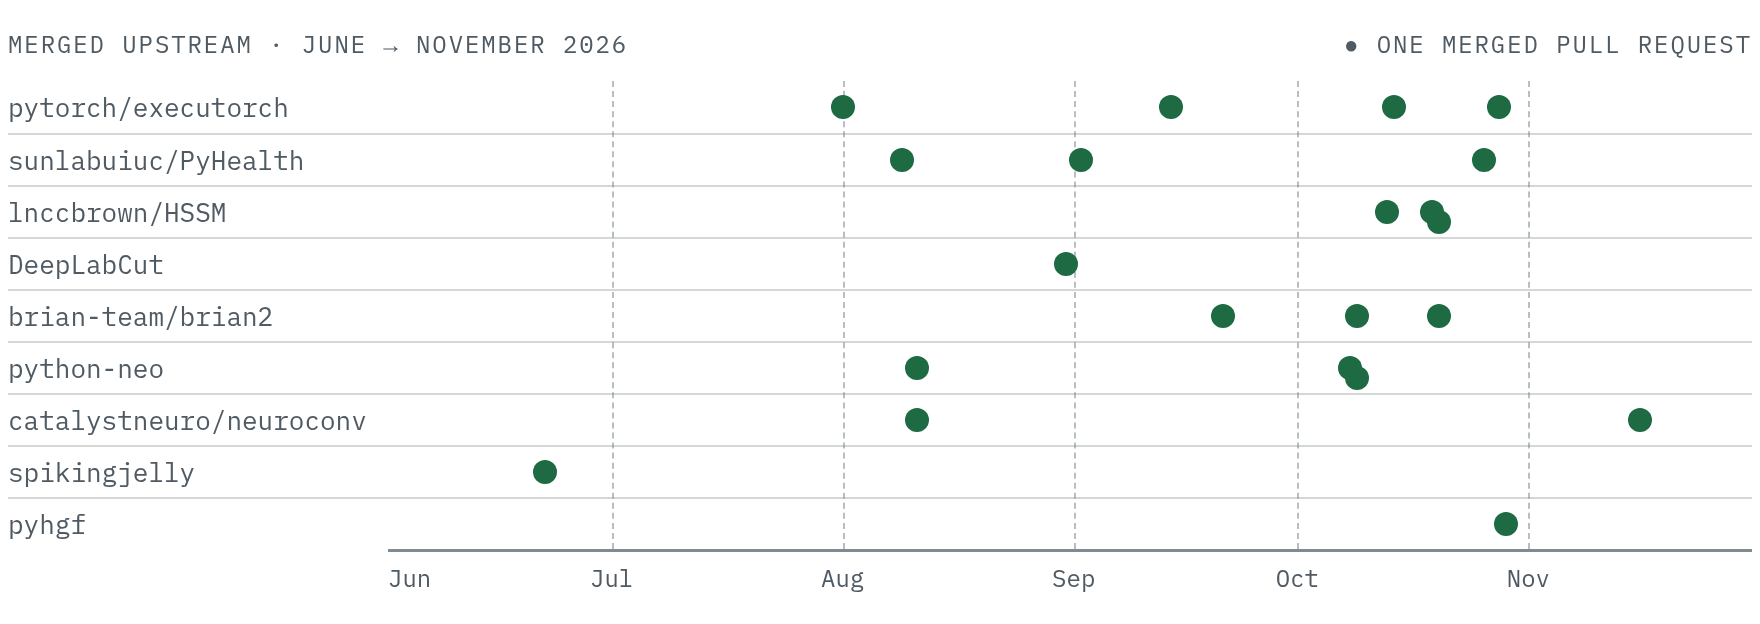 MERGED UPSTREAM · JUNE → NOVEMBER 2026
● ONE MERGED PULL REQUEST
pytorch/executorch
sunlabuiuc/PyHealth
lnccbrown/HSSM
DeepLabCut
brian-team/brian2
python-neo
catalystneuro/neuroconv
spikingjelly
pyhgf
Jun Jul Aug Sep Oct Nov